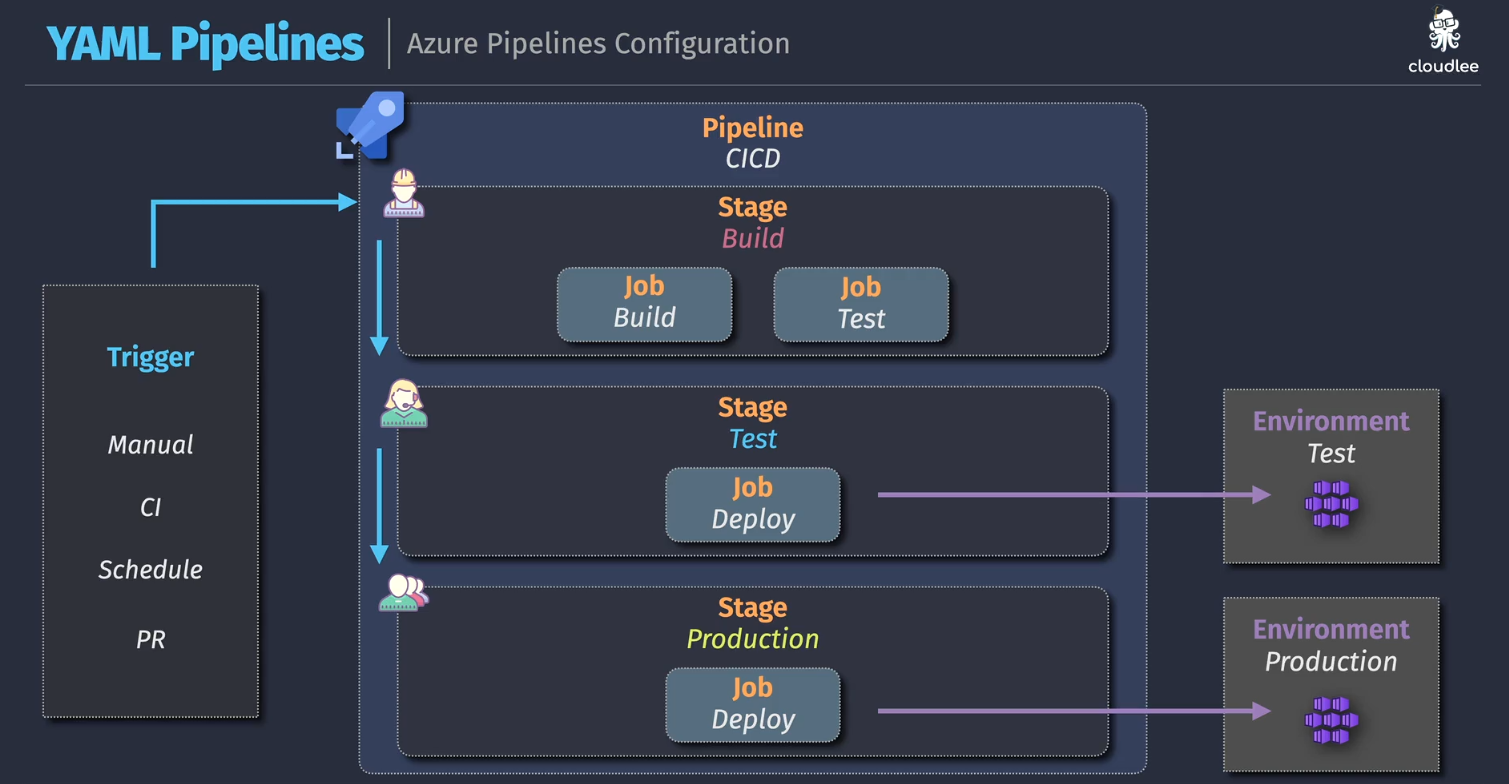 YAML Pipelines
Azure Pipelines Configuration
cloudlee
Trigger
Manual
CI
Schedule
PR
Pipeline
CICD
Stage
Build
Job
Build
Job
Test
Stage
Test
Job
Deploy
Stage
Production
Job
Deploy
Environment
Test
Environment
Production